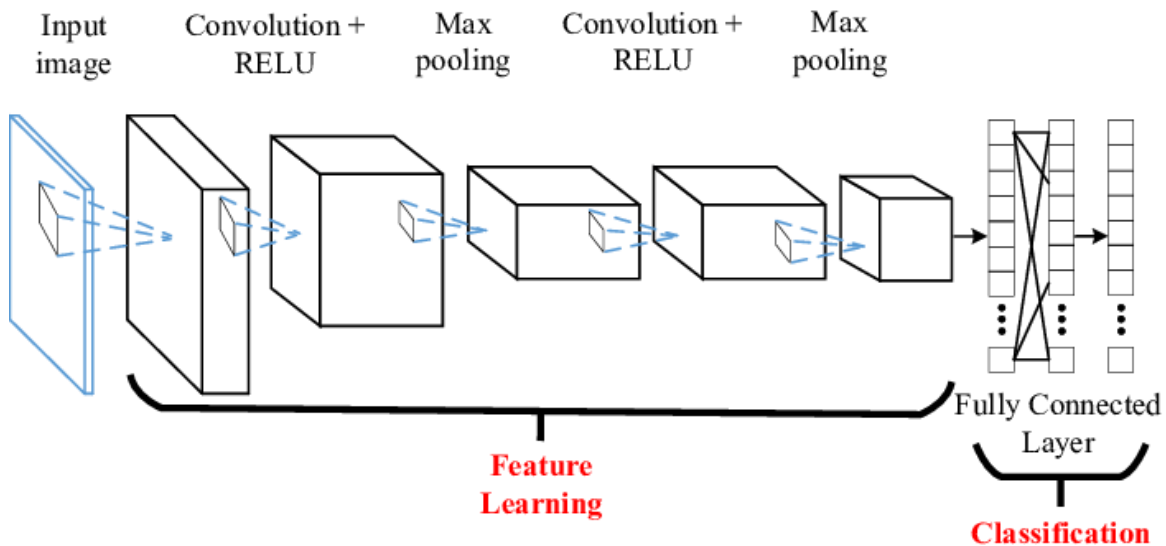 Input
image
Convolution +
RELU
Max
pooling
Convolution +
RELU
Max
pooling
Fully Connected
Layer
Feature
Learning
Classification